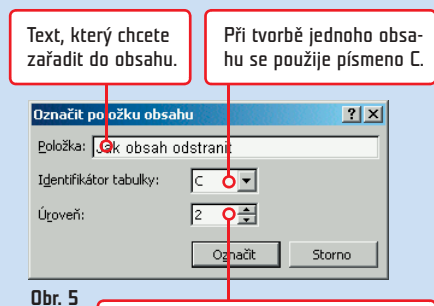 Text, který chcete
zařadit do obsahu.
Při tvorbě jednoho obsa-
hu se použije písmeno C.
Označit položku obsahu
Položka: Jak obsah odstranit
Identifikátor tabulky: C
Úroveň: 2
Označit Storno
Obr. 5